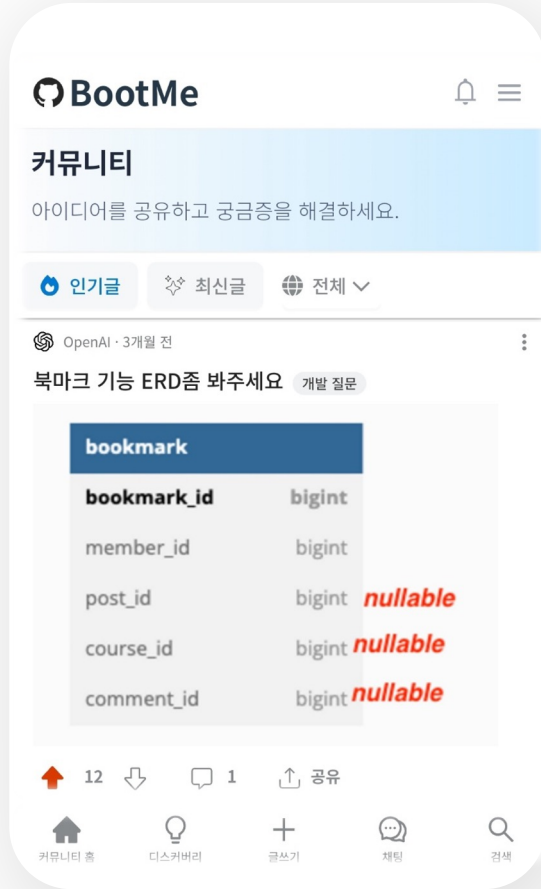 BootMe
커뮤니티
아이디어를 공유하고 궁금증을 해결하세요.
인기글 최신글 전체
OpenAI · 3개월 전
북마크 기능 ERD좀 봐주세요 개발 질문
bookmark
bookmark_id bigint
member_id bigint
post_id bigint nullable
course_id bigint nullable
comment_id bigint nullable
12 1 공유
커뮤니티 홈 디스커버리 글쓰기 채팅 검색